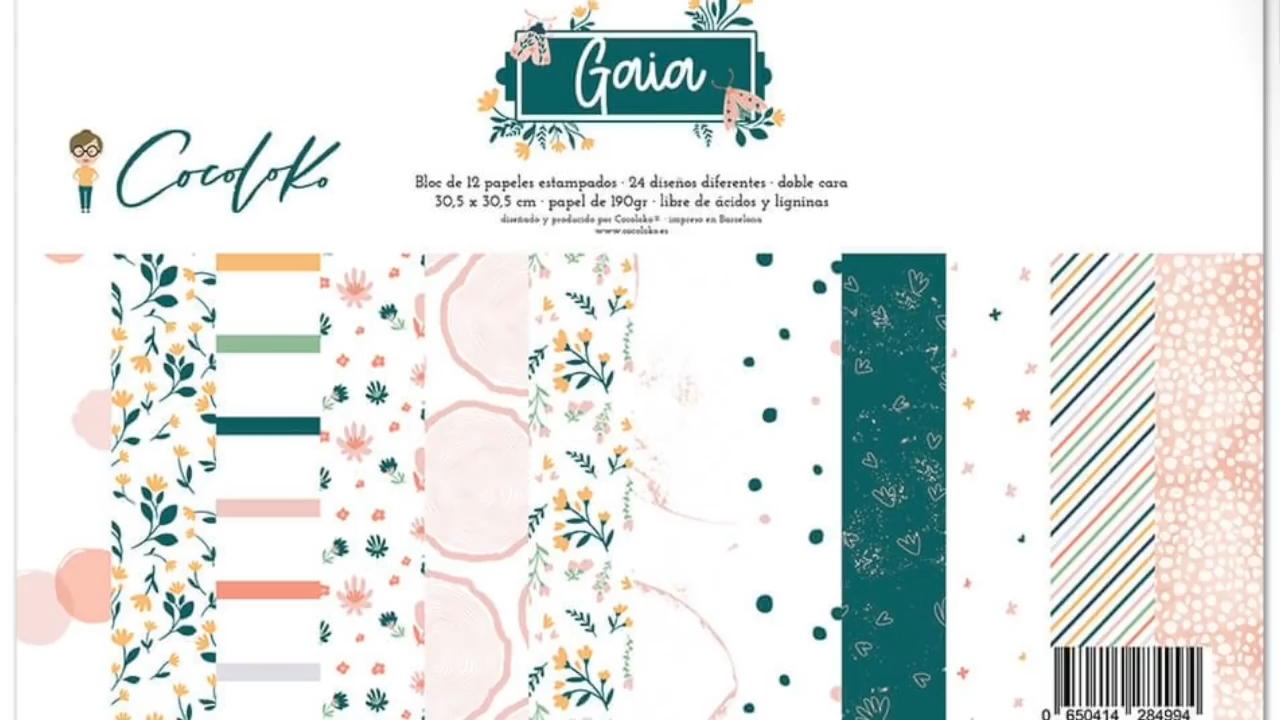 Gaia
Cocoloko
Bloc de 12 papeles estampados · 24 diseños diferentes · doble cara
30,5 x 30,5 cm · papel de 190gr · libre de ácidos y ligninas
diseñado y producido por Cocoloko® · impreso en Barcelona
www.cocoloko.es
0 650414 284994